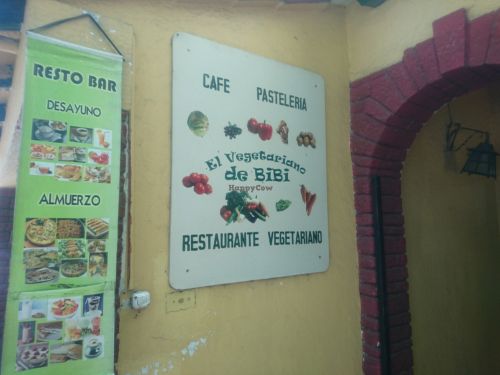 RESTO BAR
DESAYUNO
ALMUERZO
CAFE PASTELERIA
El Vegetariano
de BiBi
HappyCow
RESTAURANTE VEGETARIANO